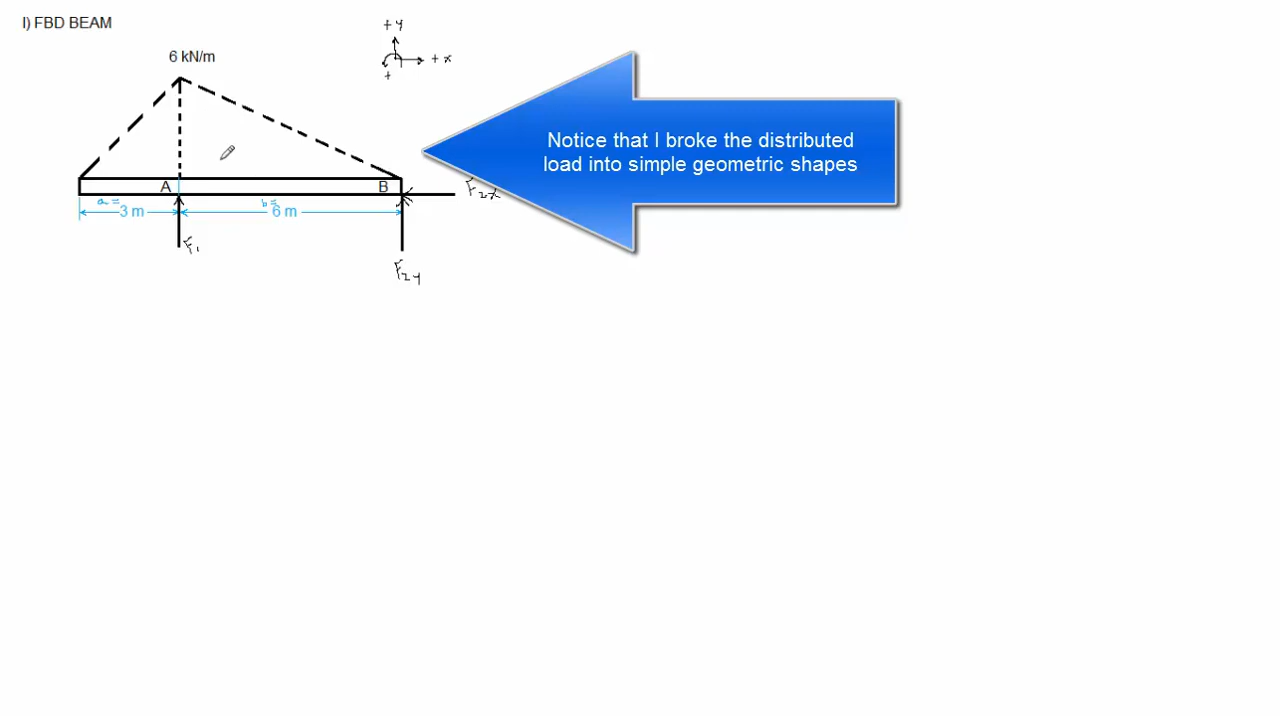 I) FBD BEAM
+y
6 kN/m
+x
+
Notice that I broke the distributed
load into simple geometric shapes
A
B
F2x
a=
3 m
b=
6 m
F1
F2y